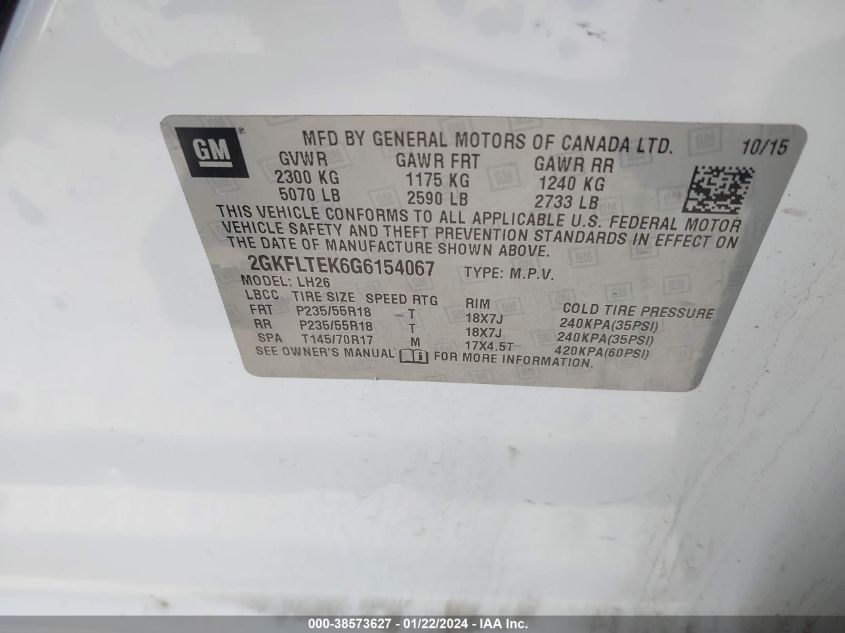 GM ®
MFD BY GENERAL MOTORS OF CANADA LTD. 10/15
GVWR GAWR FRT GAWR RR
2300 KG 1175 KG 1240 KG
5070 LB 2590 LB 2733 LB
THIS VEHICLE CONFORMS TO ALL APPLICABLE U.S. FEDERAL MOTOR
VEHICLE SAFETY AND THEFT PREVENTION STANDARDS IN EFFECT ON
THE DATE OF MANUFACTURE SHOWN ABOVE.
2GKFLTEK6G6154067 TYPE: M.P.V.
MODEL: LH26
LBCC TIRE SIZE SPEED RTG RIM COLD TIRE PRESSURE
FRT P235/55R18 T 18X7J 240KPA(35PSI)
RR P235/55R18 T 18X7J 240KPA(35PSI)
SPA T145/70R17 M 17X4.5T 420KPA(60PSI)
SEE OWNER'S MANUAL FOR MORE INFORMATION.
000-38573627 - 01/22/2024 - IAA Inc.